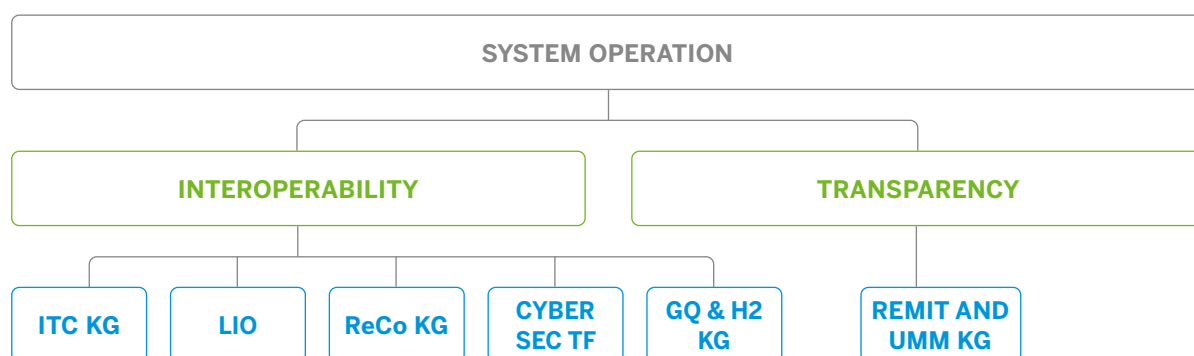 SYSTEM OPERATION
INTEROPERABILITY
TRANSPARENCY
ITC KG
LIO
ReCo KG
CYBER
SEC TF
GQ & H2
KG
REMIT AND
UMM KG